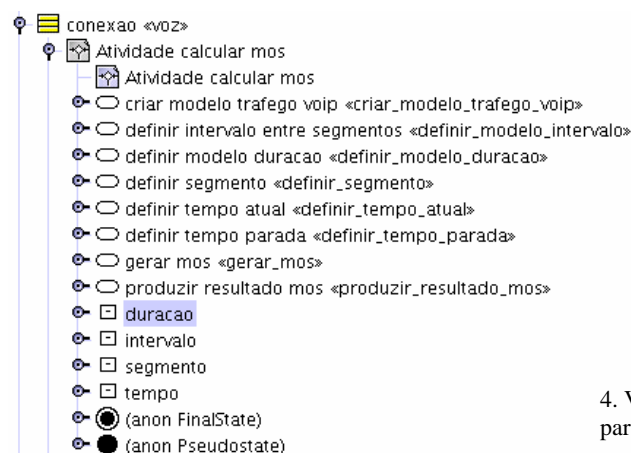 conexao «voz»
Atividade calcular mos
Atividade calcular mos
criar modelo trafego voip «criar_modelo_trafego_voip»
definir intervalo entre segmentos «definir_modelo_intervalo»
definir modelo duracao «definir_modelo_duracao»
definir segmento «definir_segmento»
definir tempo atual «definir_tempo_atual»
definir tempo parada «definir_tempo_parada»
gerar mos «gerar_mos»
produzir resultado mos «produzir_resultado_mos»
duracao
intervalo
segmento
tempo
(anon FinalState)
(anon Pseudostate)
4. V
par